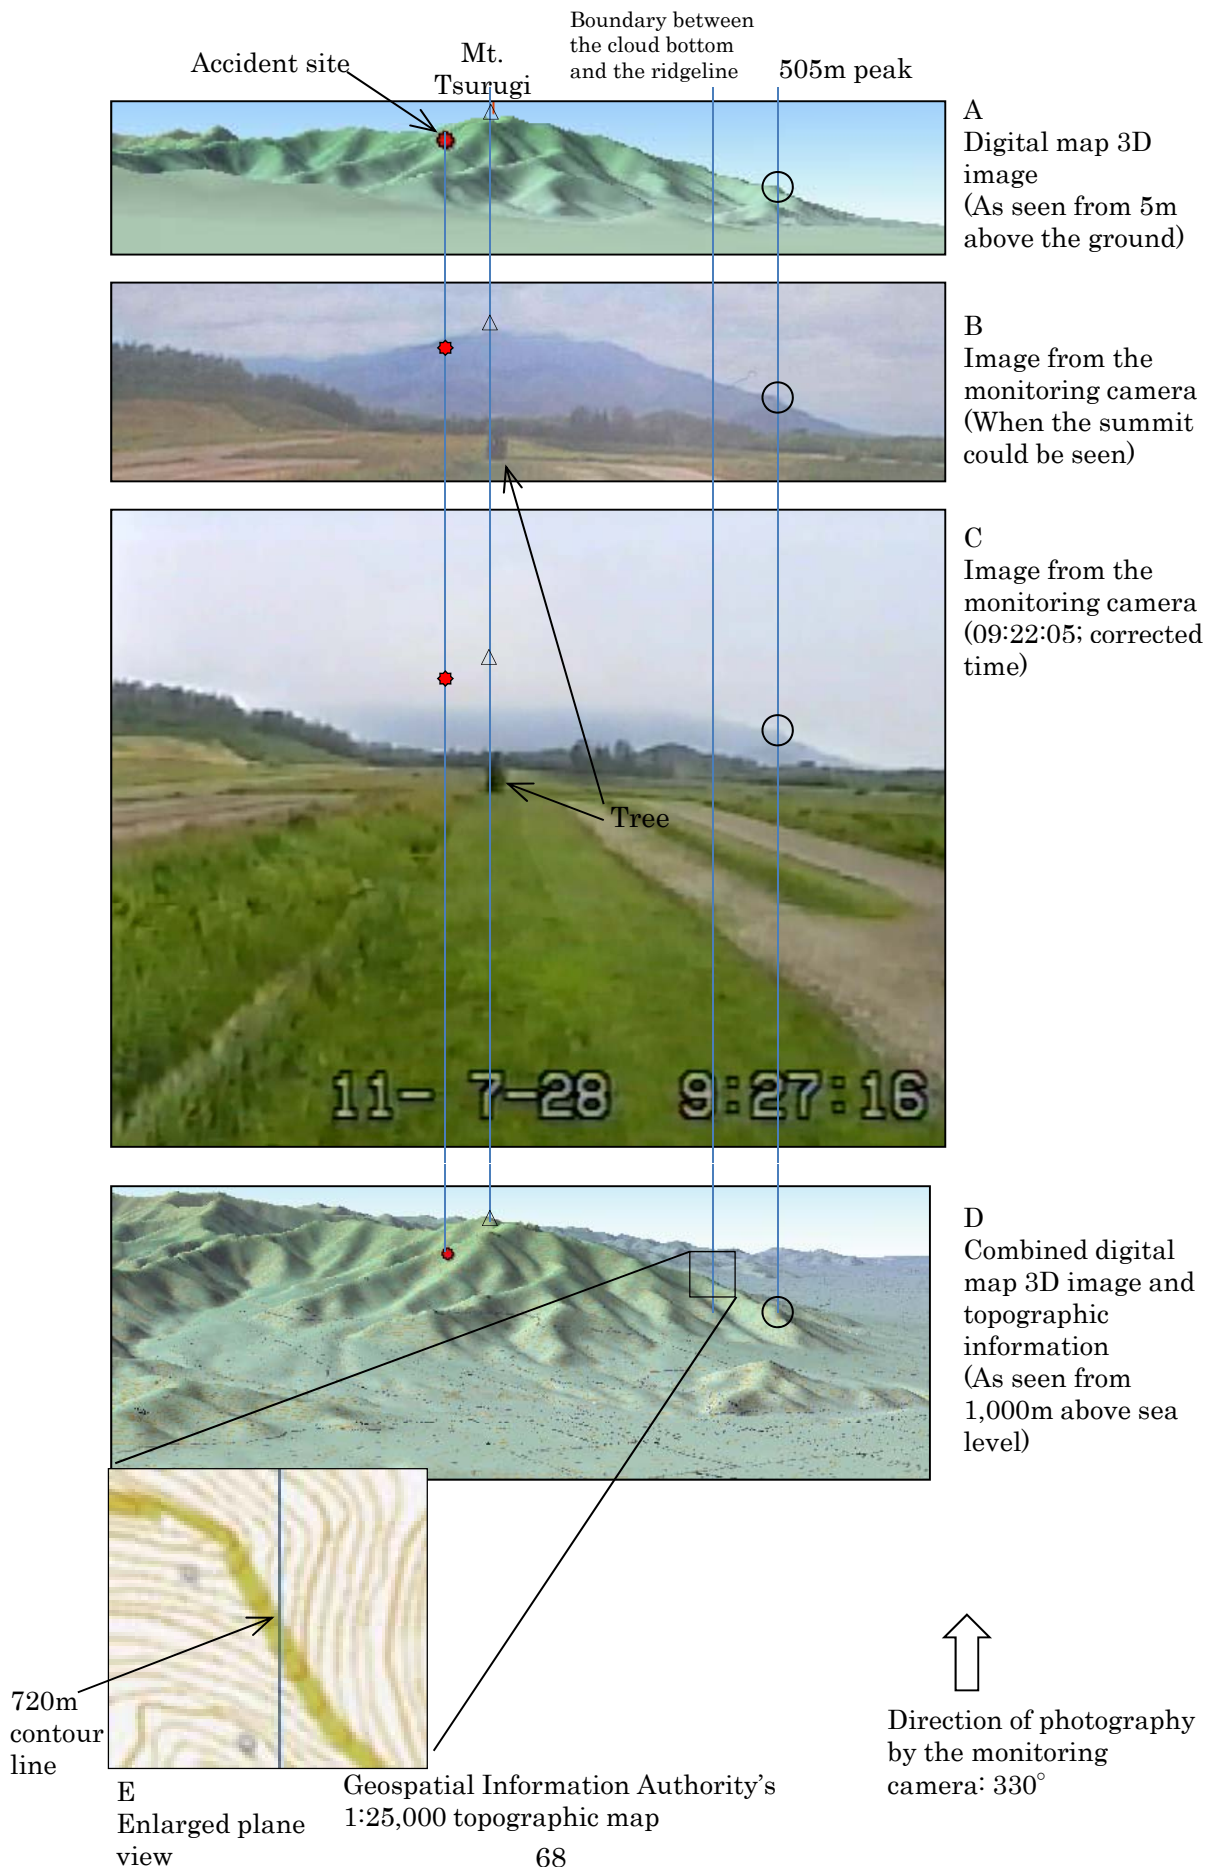 Boundary between
the cloud bottom
and the ridgeline
Mt.
Tsurugi
Accident site
505m peak
A
Digital map 3D
image
(As seen from 5m
above the ground)
B
Image from the
monitoring camera
(When the summit
could be seen)
C
Image from the
monitoring camera
(09:22:05; corrected
time)
Tree
11- 7-28 9:27:16
D
Combined digital
map 3D image and
topographic
information
(As seen from
1,000m above sea
level)
720m
contour
line
E
Enlarged plane
view
Geospatial Information Authority's
1:25,000 topographic map
Direction of photography
by the monitoring
camera: 330°
68